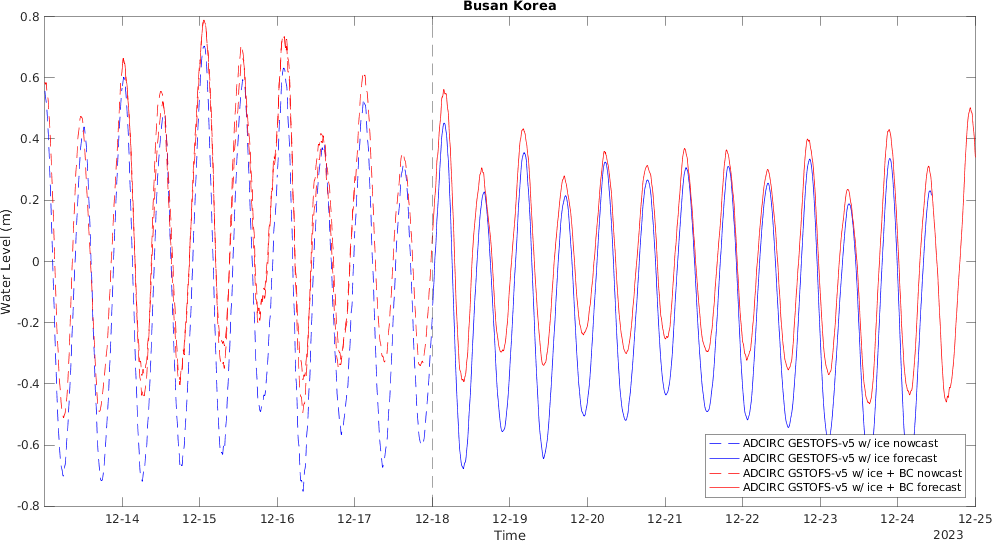 Busan Korea
Water Level (m)
0.8
0.6
0.4
0.2
0
-0.2
-0.4
-0.6
-0.8
ADCIRC GESTOFS-v5 w/ ice nowcast
ADCIRC GESTOFS-v5 w/ ice forecast
ADCIRC GSTOFS-v5 w/ ice + BC nowcast
ADCIRC GSTOFS-v5 w/ ice + BC forecast
12-14 12-15 12-16 12-17 12-18 12-19 12-20 12-21 12-22 12-23 12-24 12-25
Time
2023